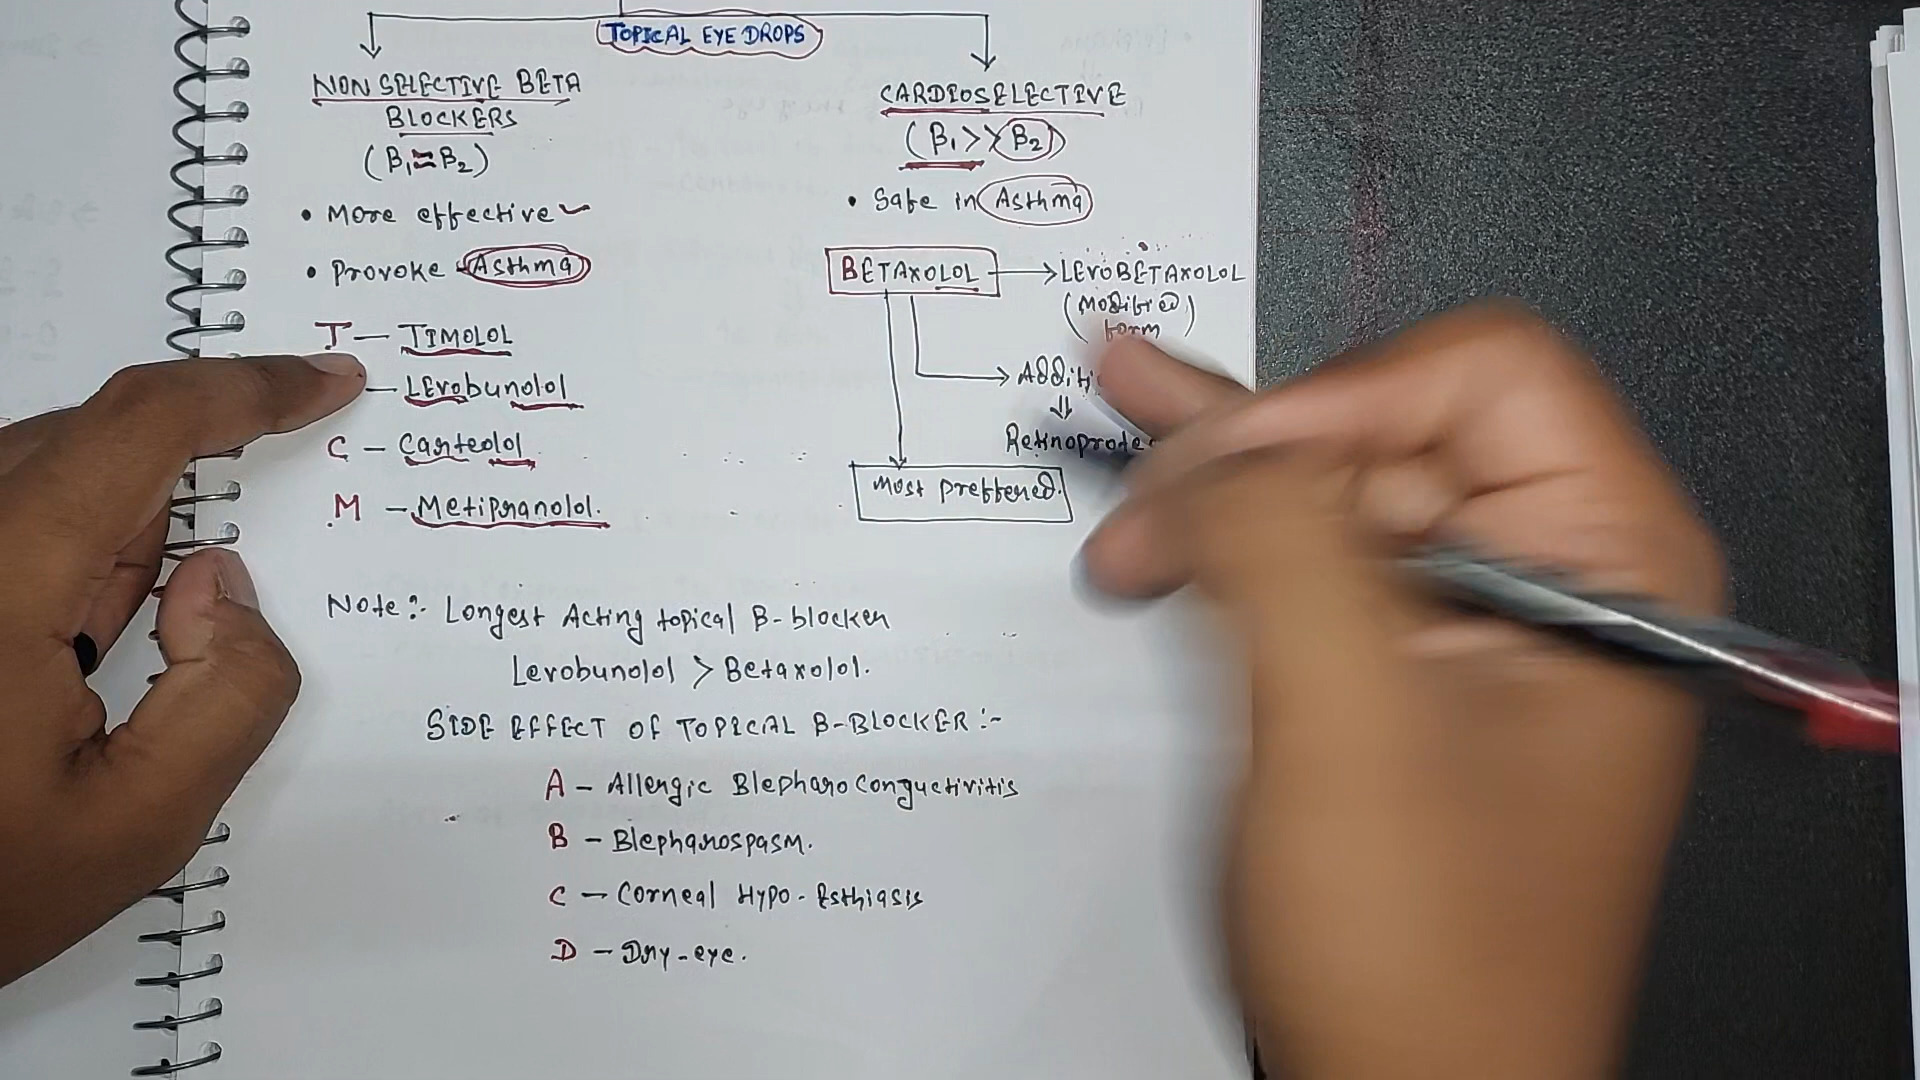 TOPICAL EYE DROPS
NON SELECTIVE BETA
BLOCKERS
(B₁≈B₂)
• More effective
• Provoke Asthma
T — TIMOLOL
— LEvobunolol
C — Carteolol
M — Metipranolol.
CARDIOSELECTIVE
(B₁>>B₂)
• Safe in Asthma
BETAXOLOL → LEVOBETAXOLOL
(Modified
form)
Most preffered.
Note:- Longest Acting topical B-blocker
Levobunolol > Betaxolol.
SIDE EFFECT OF TOPICAL B-BLOCKER :-
A — Allergic Blepharo Conguctivitis
B — Blepharospasm.
C — Corneal Hypo-Esthiasis
D — Dry-eye.